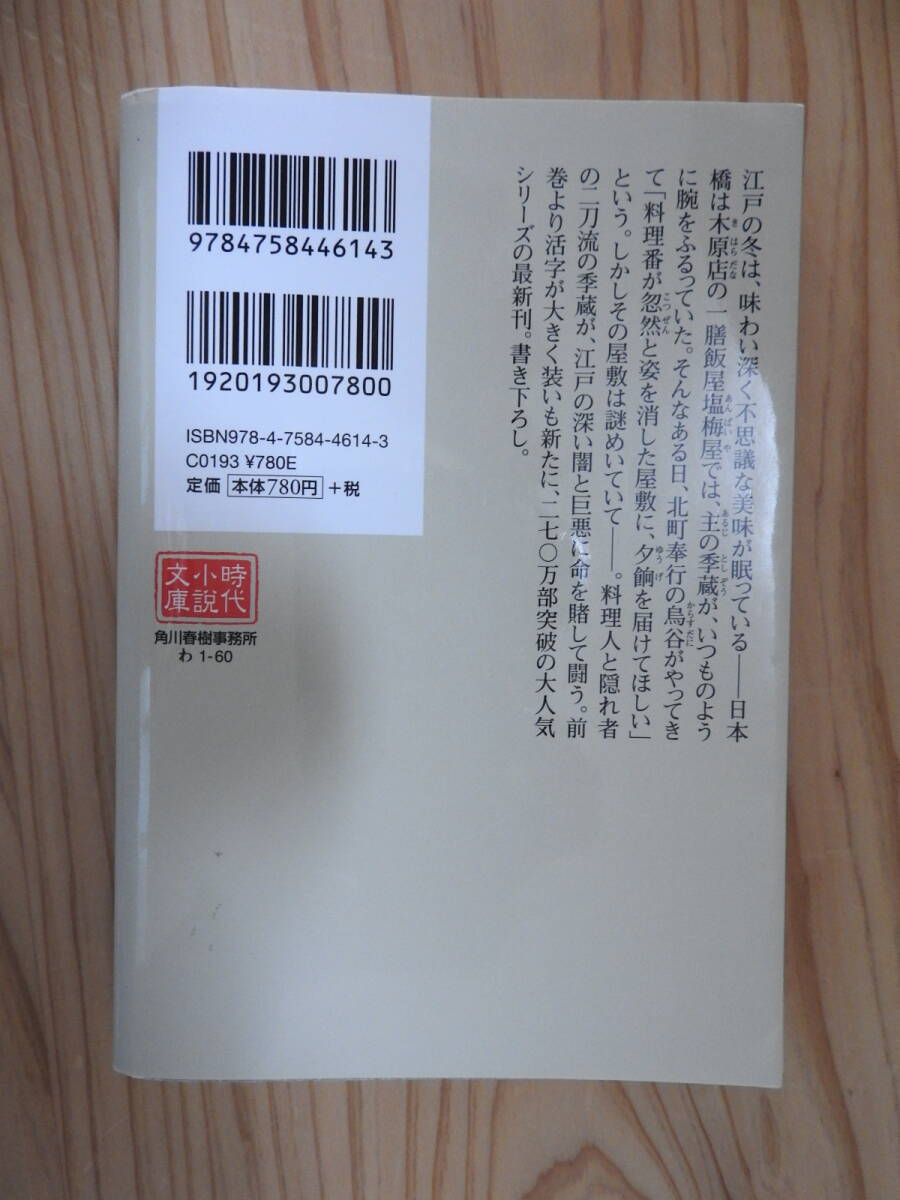 江戸の冬は、味わい深く不思議な美味が眠っている――日本
橋は木原店の一膳飯屋塩梅屋では、主の季蔵が、いつものよう
に腕をふるっていた。そんなある日、北町奉行の烏谷がやってき
て「料理番が忽然と姿を消した屋敷に、夕餉を届けてほしい」
という。しかしその屋敷は謎めいていて――。料理人と隠れ者
の二刀流の季蔵が、江戸の深い闇と巨悪に命を賭して闘う。前
巻より活字が大きく装いも新たに、二七〇万部突破の大人気
シリーズの最新刊。書き下ろし。
9784758446143
1920193007800
ISBN978-4-7584-4614-3
C0193 ¥780E
定価 本体780円 +税
時代
小説
文庫
角川春樹事務所
わ 1-60